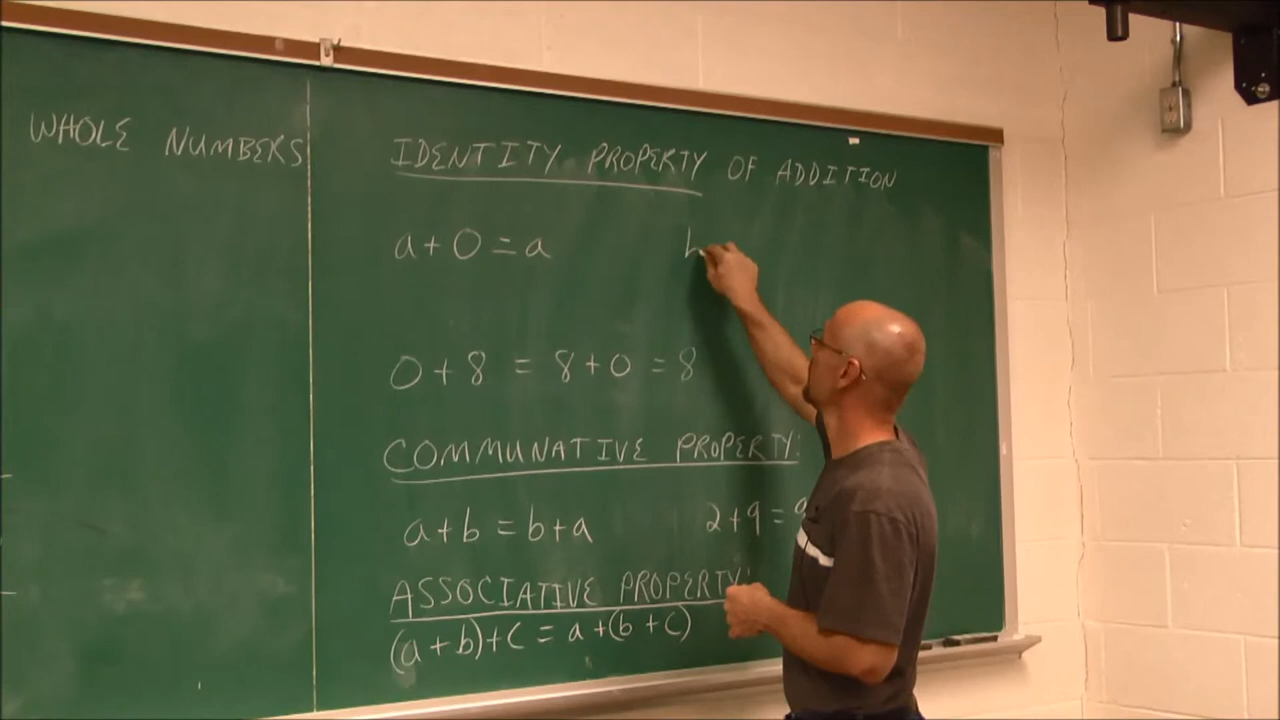 WHOLE NUMBERS
IDENTITY PROPERTY OF ADDITION
a + 0 = a
0 + 8 = 8 + 0 = 8
COMMUNATIVE PROPERTY:
a + b = b + a
2 + 9 =
ASSOCIATIVE PROPERTY:
(a + b) + c = a + (b + c)